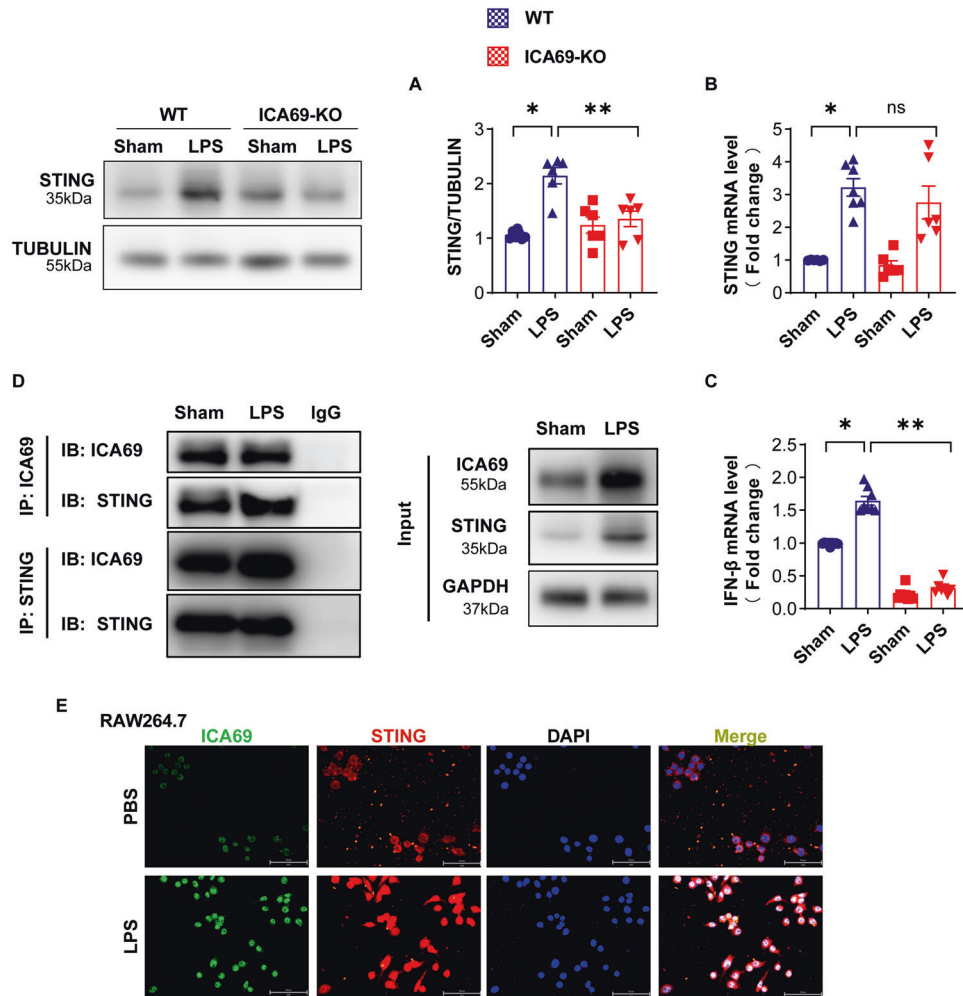 WT
ICA69-KO
A
B
WT ICA69-KO
Sham LPS Sham LPS
STING
35kDa
TUBULIN
55kDa
STING/TUBULIN
3
2
1
0
* **
Sham LPS Sham LPS
STING mRNA level
( Fold change )
5
4
3
2
1
0
* ns
Sham LPS Sham LPS
D
Sham LPS IgG
IP: ICA69
IB: ICA69
IB: STING
IP: STING
IB: ICA69
IB: STING
Input
Sham LPS
ICA69
55kDa
STING
35kDa
GAPDH
37kDa
C
IFN-β mRNA level
( Fold change )
2.5
2.0
1.5
1.0
0.5
0.0
* **
Sham LPS Sham LPS
E
RAW264.7
ICA69 STING DAPI Merge
PBS
LPS